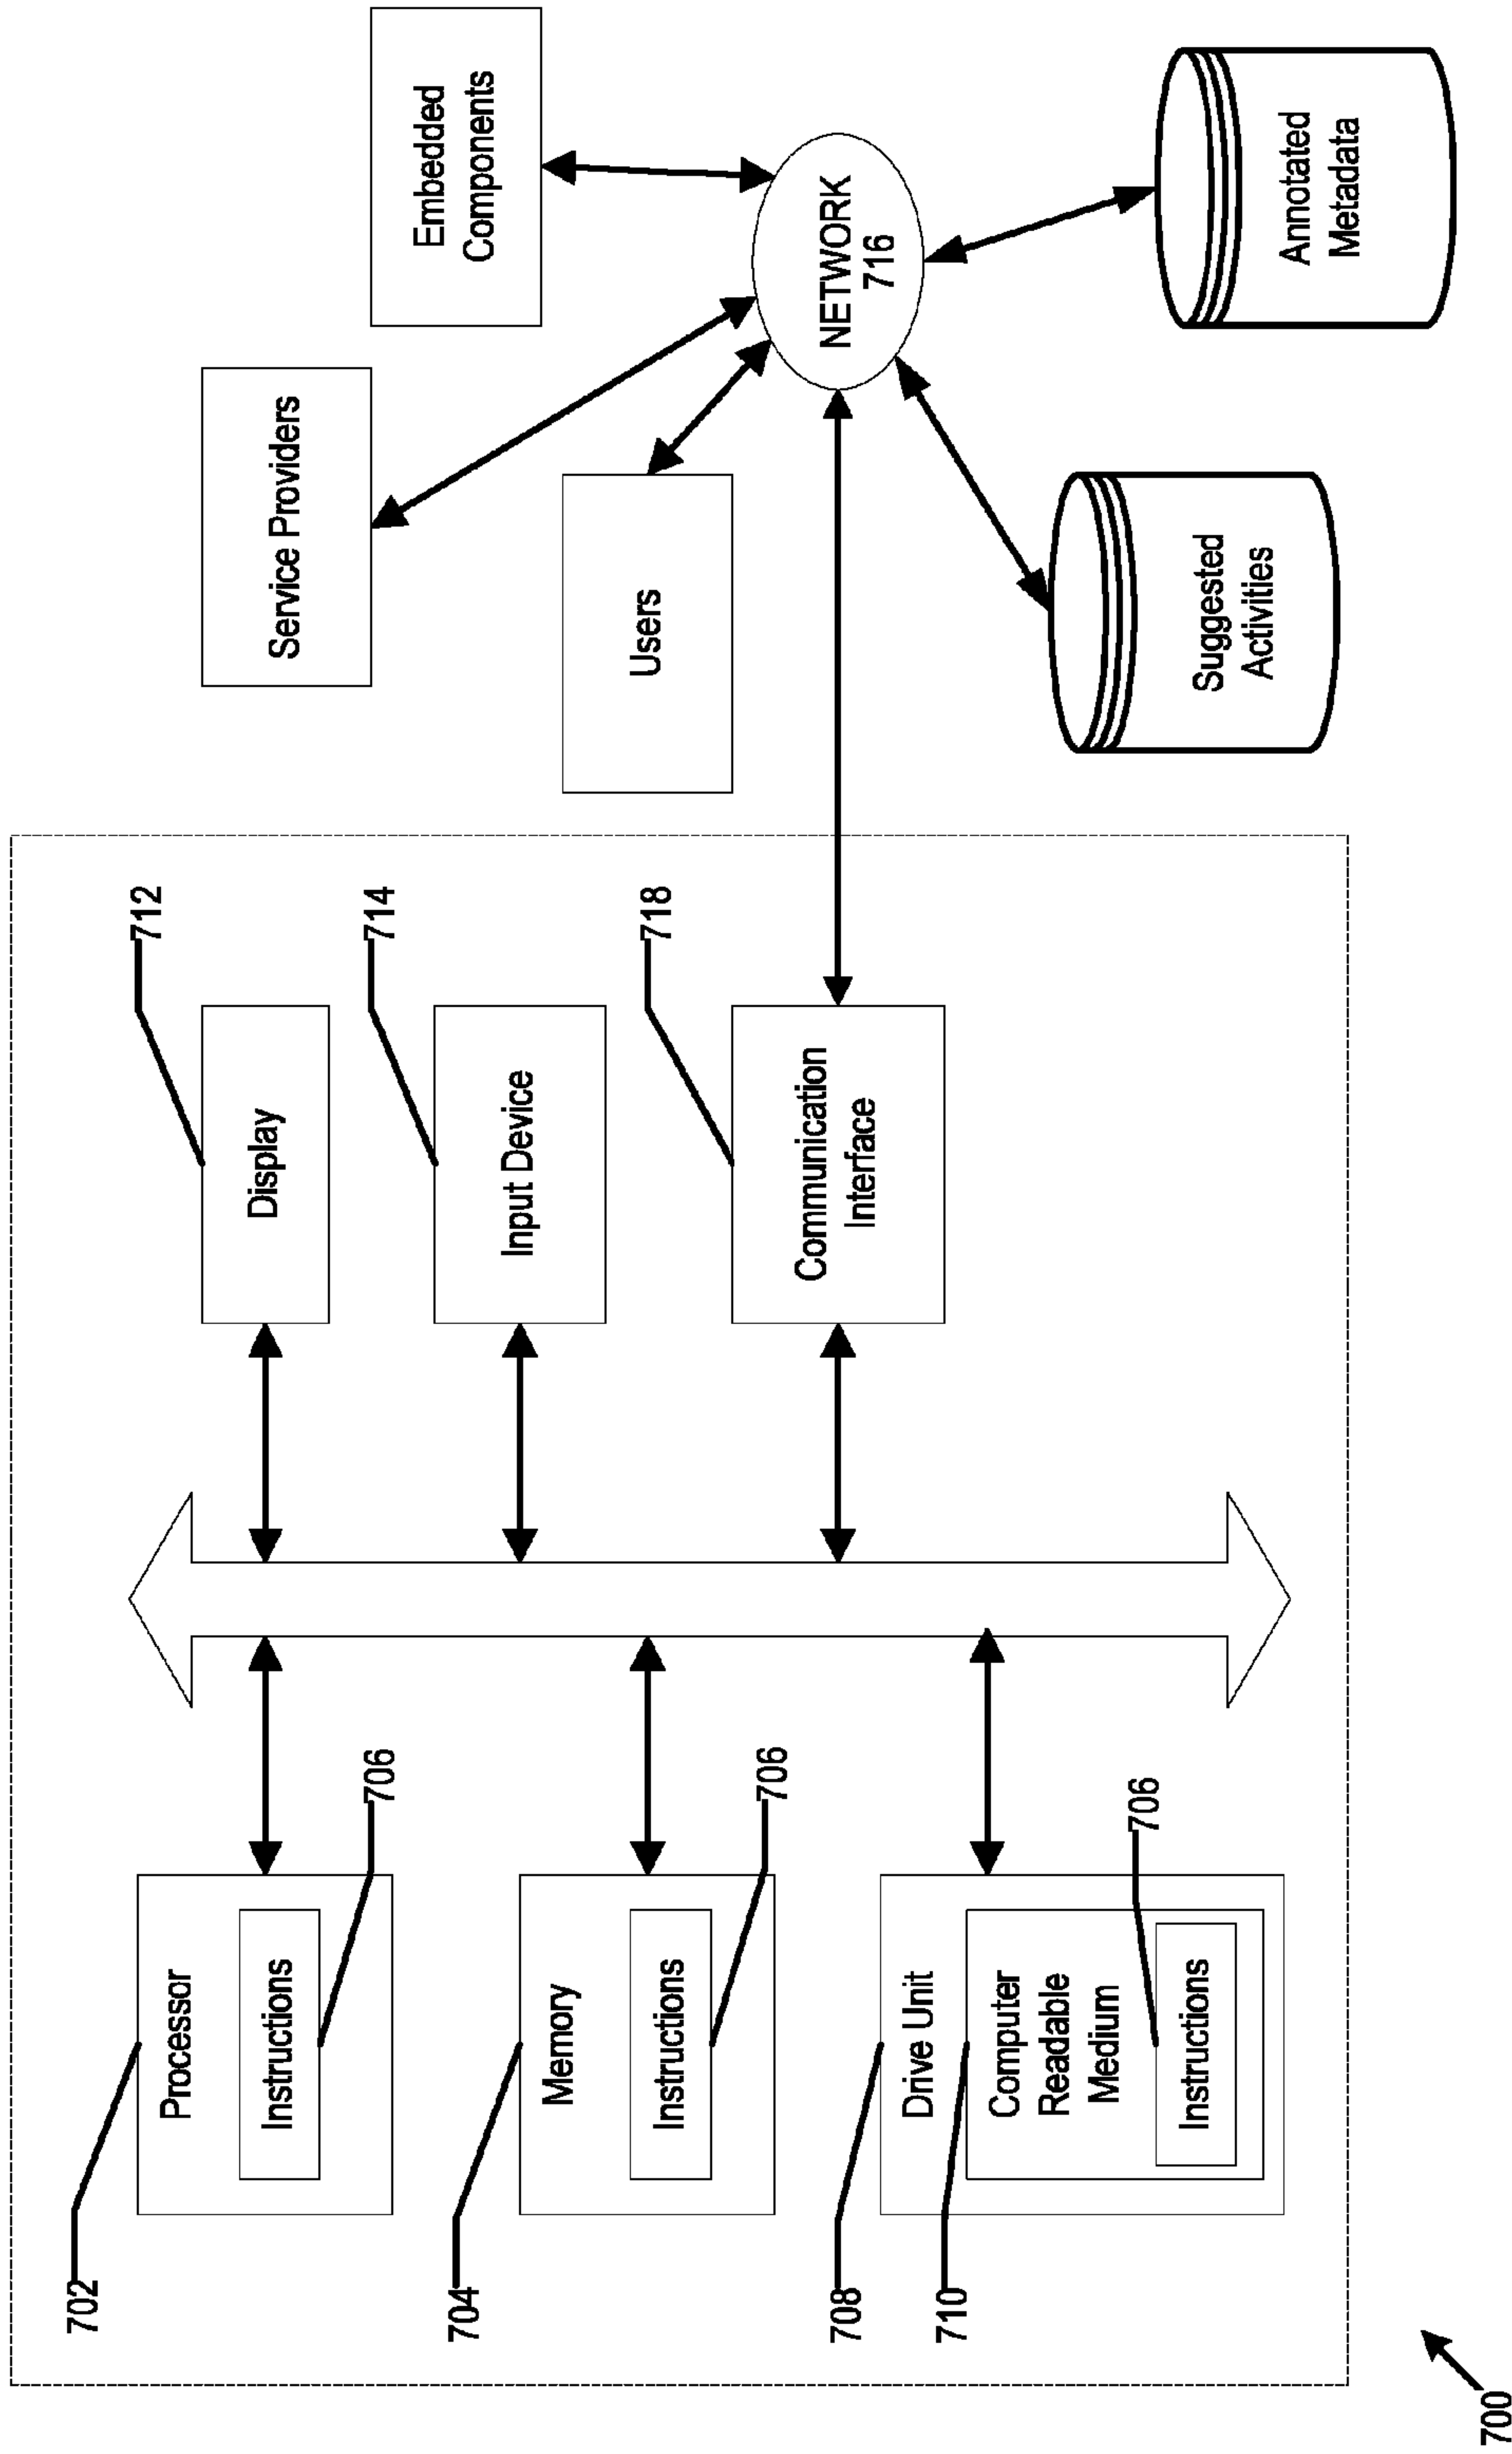 702
Processor
Instructions
706
704
Memory
Instructions
706
708
Drive Unit
710
Computer
Readable
Medium
706
Instructions
712
Display
714
Input Device
718
Communication
Interface
Service Providers
Embedded
Components
Users
NETWORK
716
Suggested
Activities
Annotated
Metadata
700